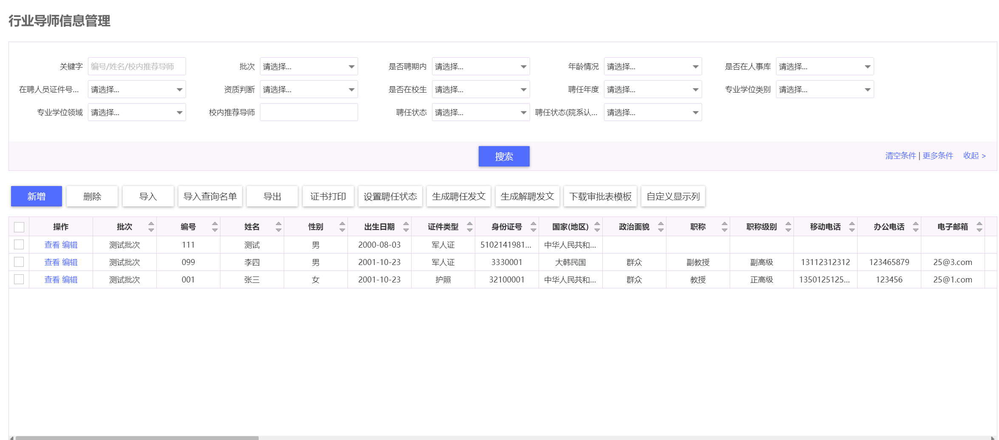 行业导师信息管理
关键字 编号/姓名/校内推荐导师 批次 请选择... 是否聘期内 请选择... 年龄情况 请选择... 是否在人事库 请选择...
在聘人员证件号... 请选择... 资质判断 请选择... 是否在校生 请选择... 聘任年度 请选择... 专业学位类别 请选择...
专业学位领域 请选择... 校内推荐导师 聘任状态 请选择... 聘任状态(院系认... 请选择...
搜索 清空条件 | 更多条件 收起 >
新增 删除 导入 导入查询名单 导出 证书打印 设置聘任状态 生成聘任发文 生成解聘发文 下载审批表模板 自定义显示列
操作 批次 编号 姓名 性别 出生日期 证件类型 身份证号 国家(地区) 政治面貌 职称 职称级别 移动电话 办公电话 电子邮箱
查看 编辑 测试批次 111 测试 男 2000-08-03 军人证 5102141981... 中华人民共和...
查看 编辑 测试批次 099 李四 男 2001-10-23 军人证 3330001 大韩民国 群众 副教授 副高级 13112312312 123465879 25@3.com
查看 编辑 测试批次 001 张三 女 2001-10-23 护照 32100001 中华人民共和... 群众 教授 正高级 1350125125... 123456 25@1.com